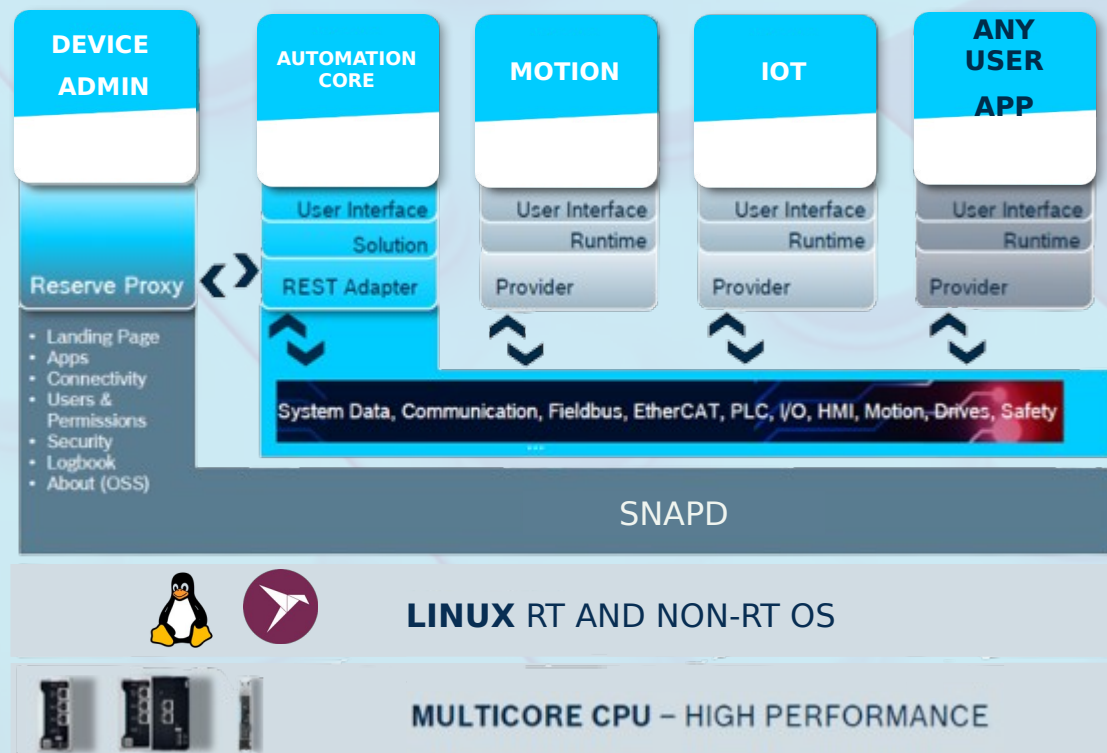 DEVICE
ADMIN
AUTOMATION
CORE
MOTION
IOT
ANY
USER
APP
User Interface
Solution
REST Adapter
User Interface
Runtime
Provider
User Interface
Runtime
Provider
User Interface
Runtime
Provider
Reserve Proxy
• Landing Page
• Apps
• Connectivity
• Users &
Permissions
• Security
• Logbook
• About (OSS)
System Data, Communication, Fieldbus, EtherCAT, PLC, I/O, HMI, Motion, Drives, Safety
...
SNAPD
LINUX RT AND NON-RT OS
MULTICORE CPU – HIGH PERFORMANCE